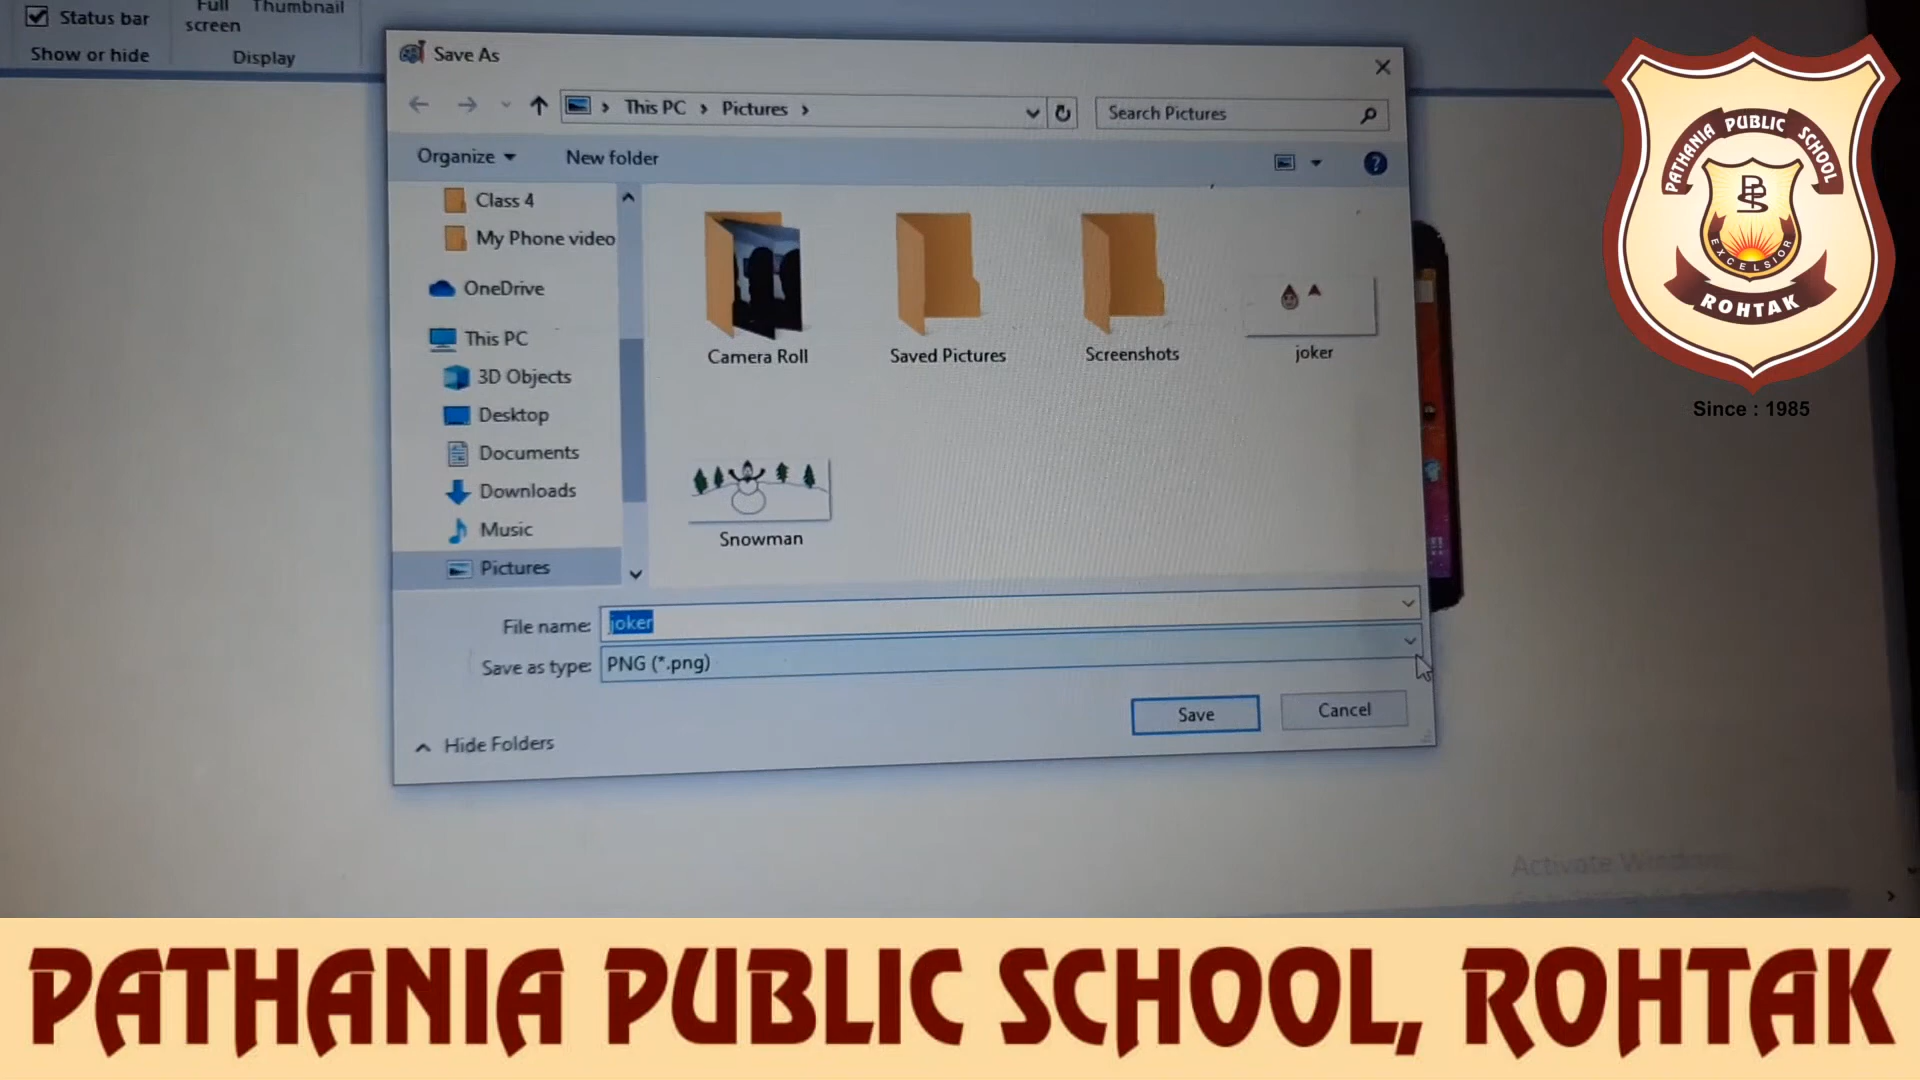 Status bar
Full
screen
Thumbnail
Show or hide
Display
Save As
This PC > Pictures >
Search Pictures
Organize
New folder
Class 4
My Phone video
OneDrive
This PC
3D Objects
Desktop
Documents
Downloads
Music
Pictures
Camera Roll
Saved Pictures
Screenshots
joker
Snowman
File name: joker
Save as type: PNG (*.png)
Save
Cancel
Hide Folders
PATHANIA PUBLIC SCHOOL
PPS
EXCELSIOR
ROHTAK
Since : 1985
Activate Windows
PATHANIA PUBLIC SCHOOL, ROHTAK